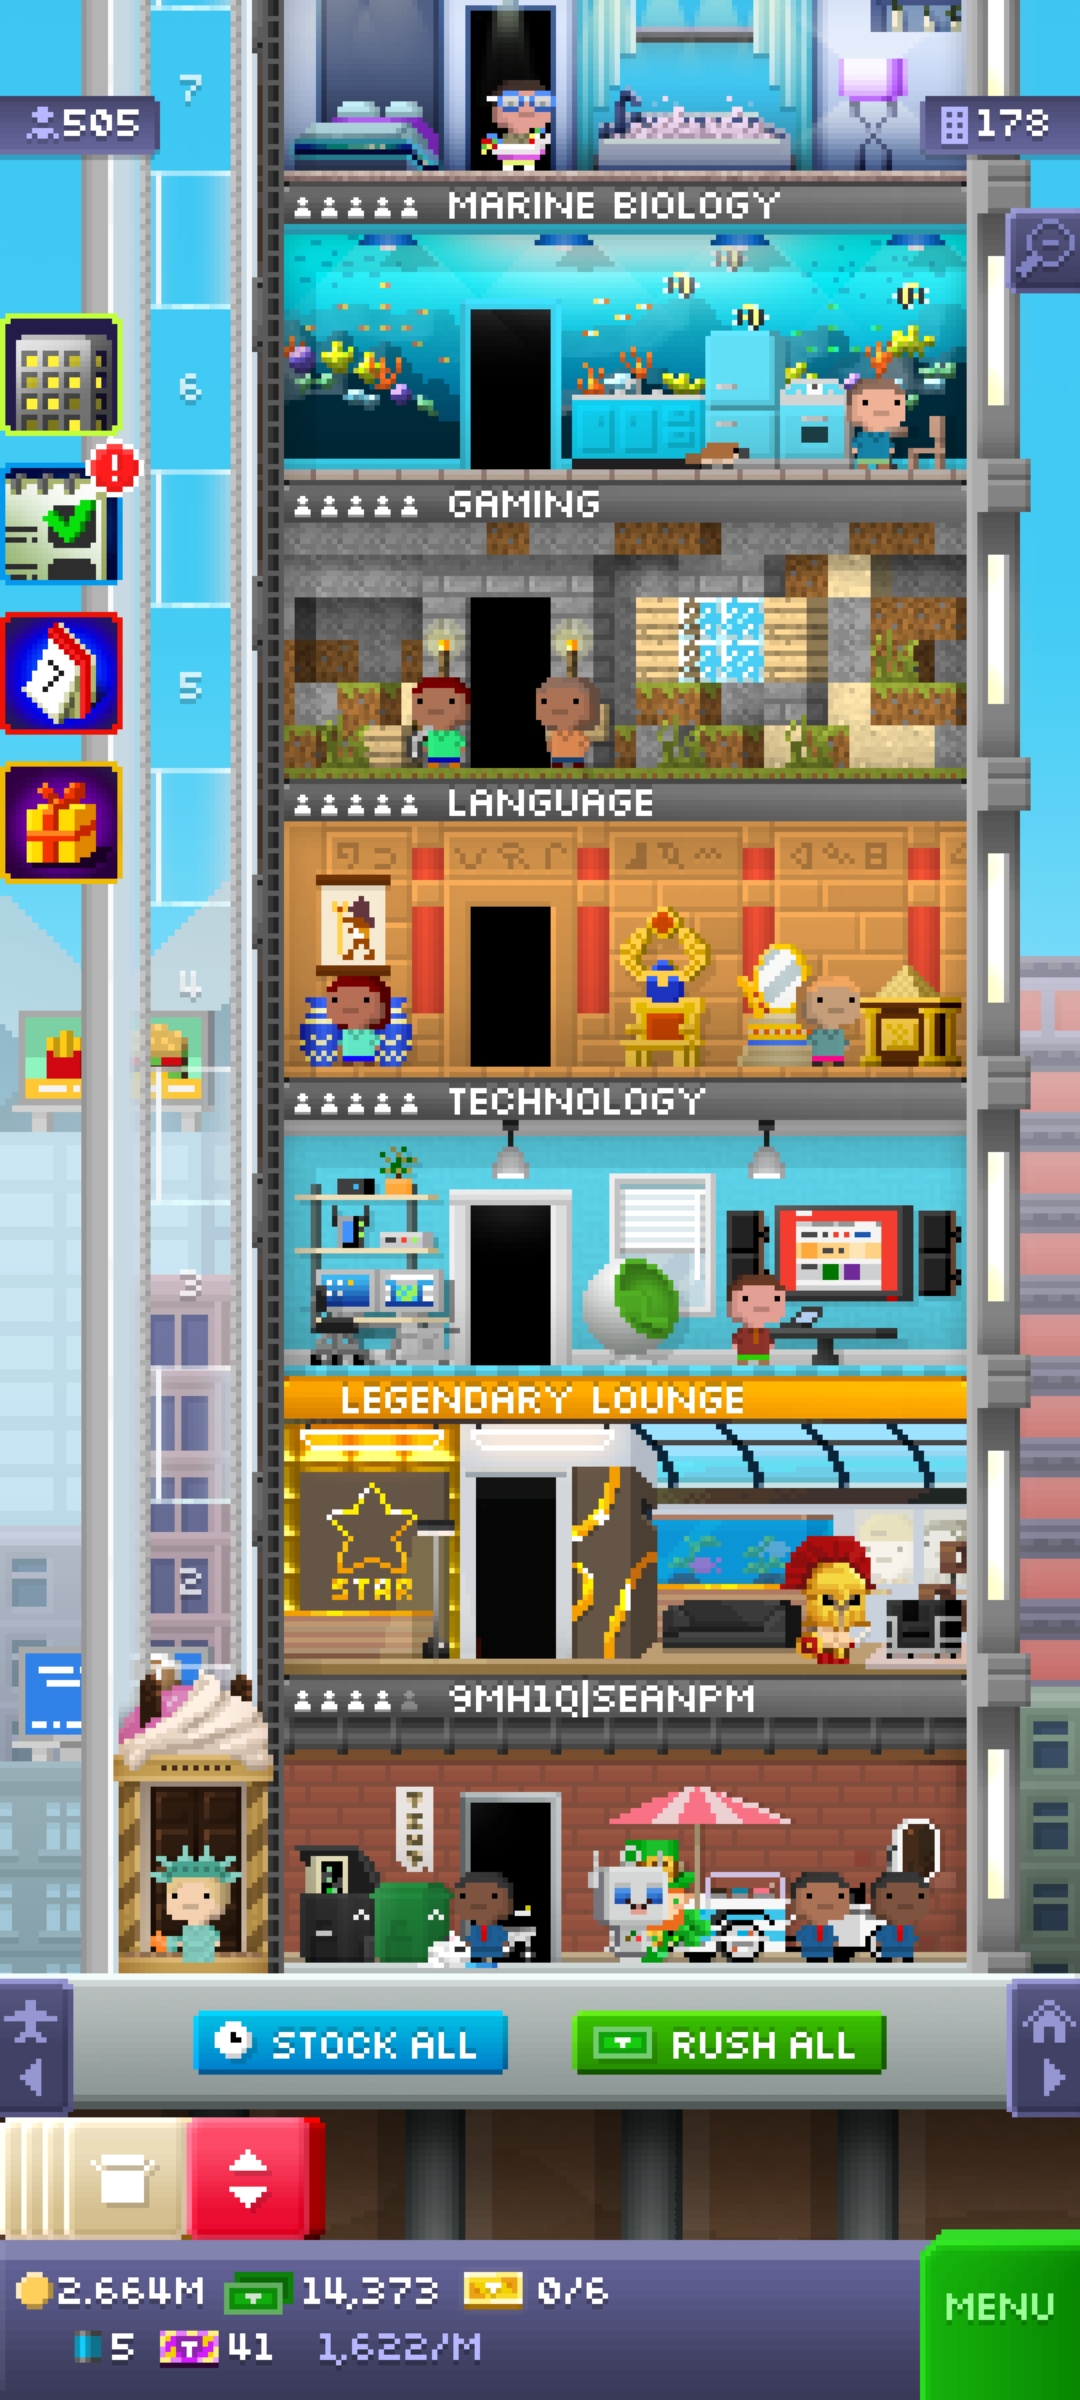 7
505
178
MARINE BIOLOGY
6
GAMING
5
LANGUAGE
4
TECHNOLOGY
3
LEGENDARY LOUNGE
STAR
2
9MH1Q|SEANPM
STOCK ALL
RUSH ALL
2.664M 14,373 0/6
5 41 1,622/M
MENU